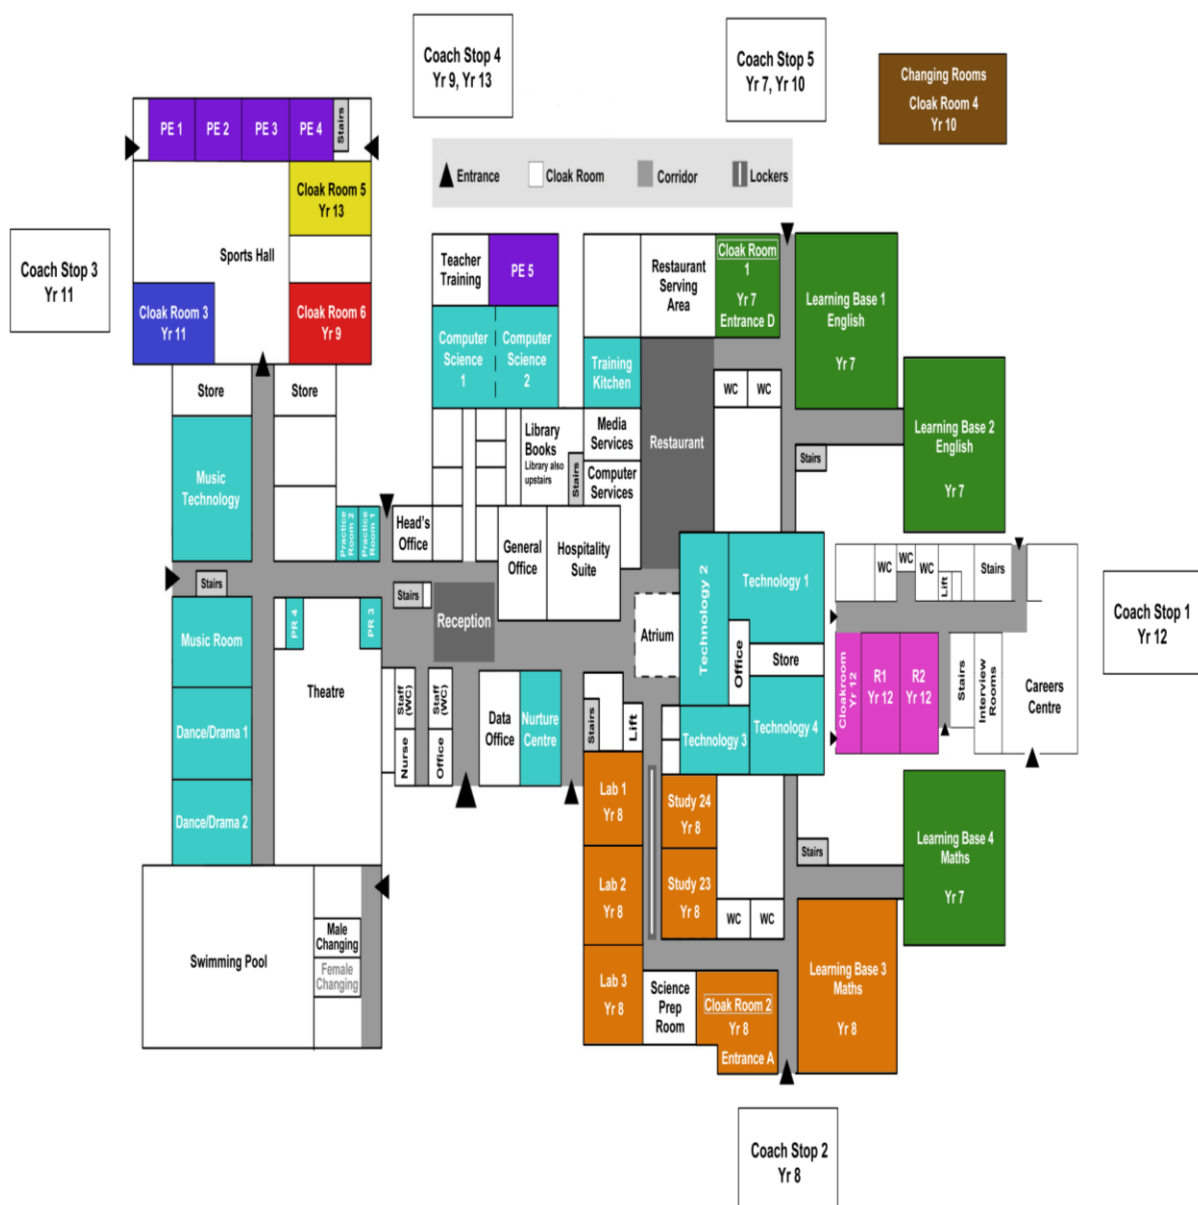 Coach Stop 4
Yr 9, Yr 13
Coach Stop 5
Yr 7, Yr 10
Changing Rooms
Cloak Room 4
Yr 10
PE 1
PE 2
PE 3
PE 4
Stairs
Entrance
Cloak Room
Corridor
Lockers
Cloak Room 5
Yr 13
Sports Hall
Coach Stop 3
Yr 11
Cloak Room 3
Yr 11
Cloak Room 6
Yr 9
Teacher
Training
PE 5
Restaurant
Serving
Area
Cloak Room
1
Yr 7
Entrance D
Learning Base 1
English
Yr 7
Computer
Science
1
Computer
Science
2
Training
Kitchen
Store
Store
WC
WC
Learning Base 2
English
Yr 7
Library
Books
Library also
upstairs
Media
Services
Restaurant
Stairs
Computer
Services
Stairs
Music
Technology
Practice
Room 2
Practice
Room 1
Head's
Office
General
Office
Hospitality
Suite
Technology 2
Technology 1
WC
WC
WC
Lift
Stairs
Stairs
Stairs
Reception
Atrium
Office
Store
Coach Stop 1
Yr 12
Music Room
PR 4
PR 3
Theatre
Cloakroom
Yr 12
R1
Yr 12
R2
Yr 12
Stairs
Interview
Rooms
Careers
Centre
Staff
(WC)
Staff
(WC)
Nurse
Office
Data
Office
Nurture
Centre
Stairs
Lift
Technology 3
Technology 4
Dance/Drama 1
Dance/Drama 2
Lab 1
Yr 8
Study 24
Yr 8
Stairs
Learning Base 4
Maths
Yr 7
Lab 2
Yr 8
Study 23
Yr 8
WC
WC
Swimming Pool
Male
Changing
Female
Changing
Lab 3
Yr 8
Science
Prep
Room
Cloak Room 2
Yr 8
Entrance A
Learning Base 3
Maths
Yr 8
Coach Stop 2
Yr 8